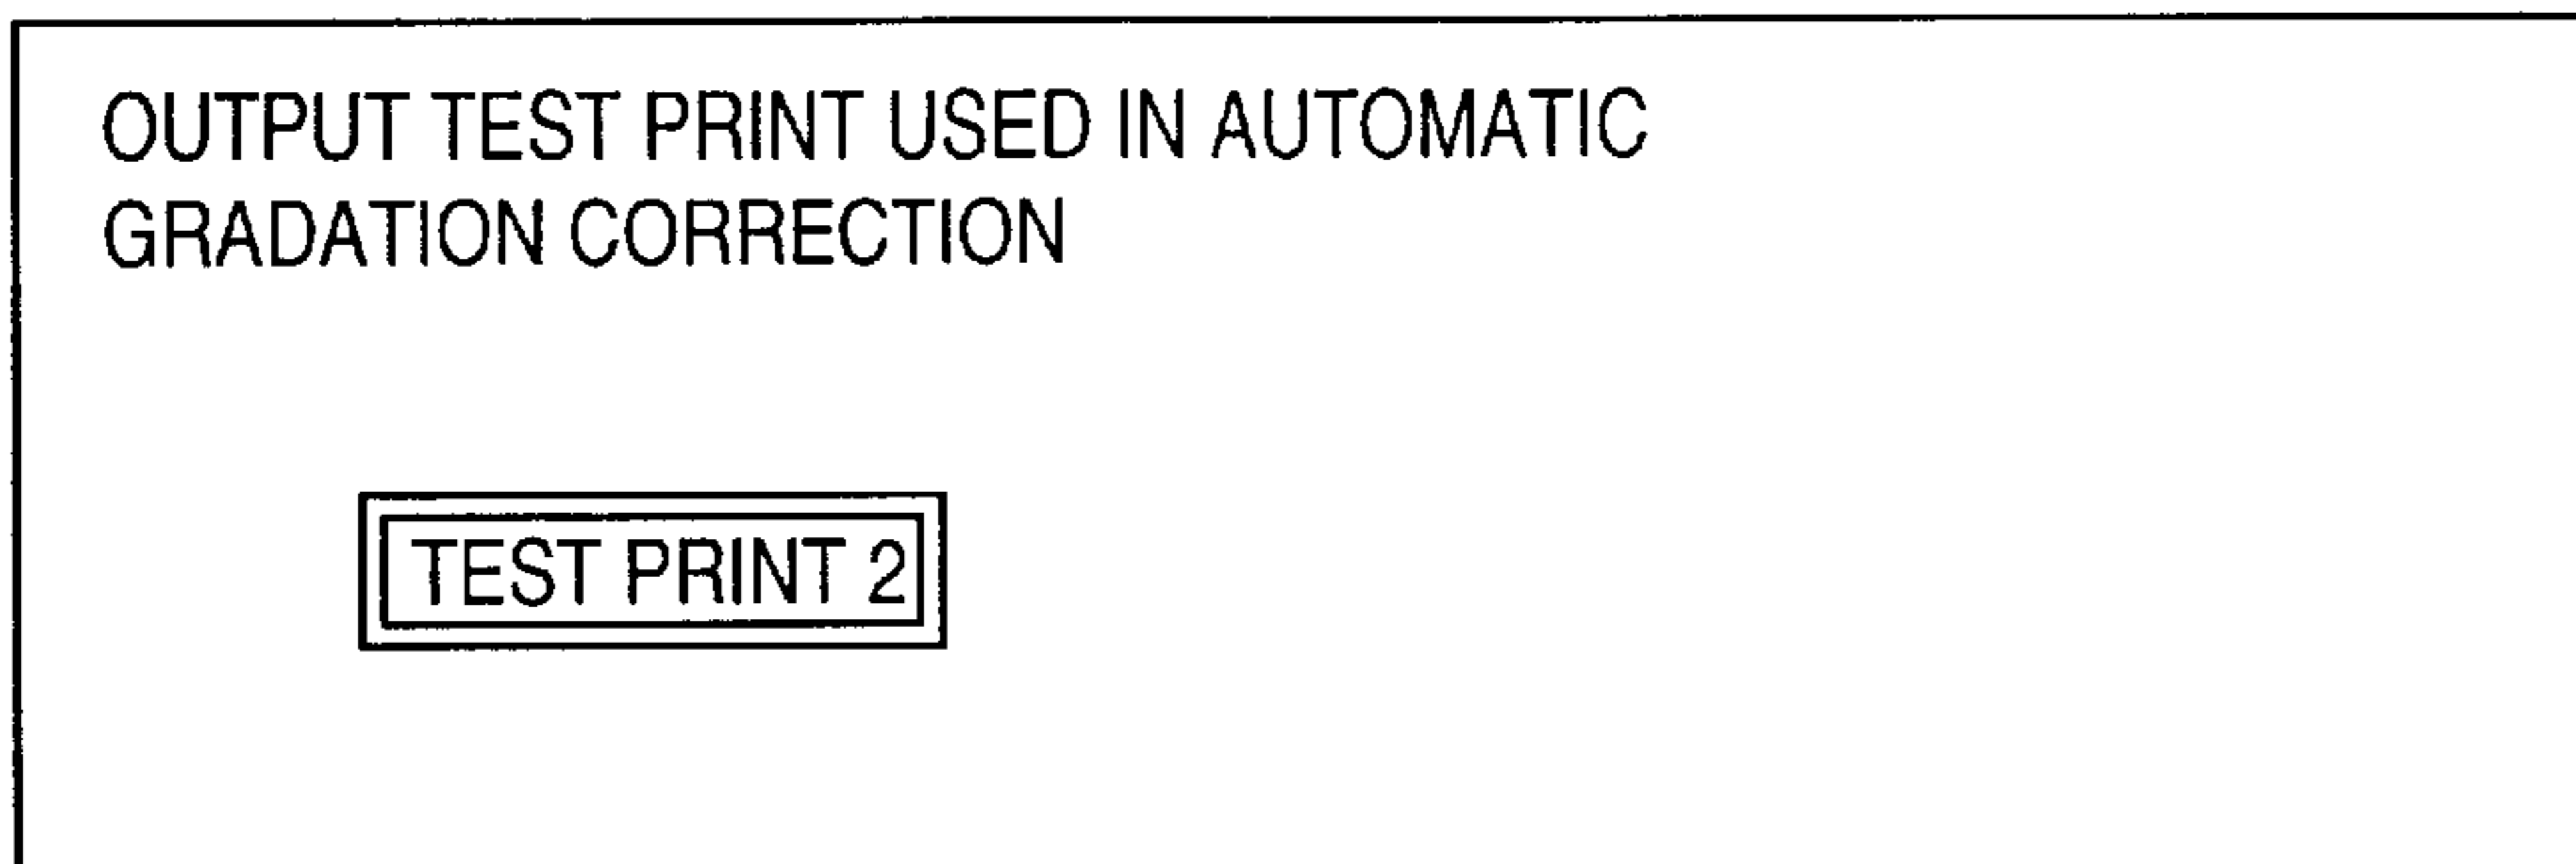 OUTPUT TEST PRINT USED IN AUTOMATIC
GRADATION CORRECTION
TEST PRINT 2